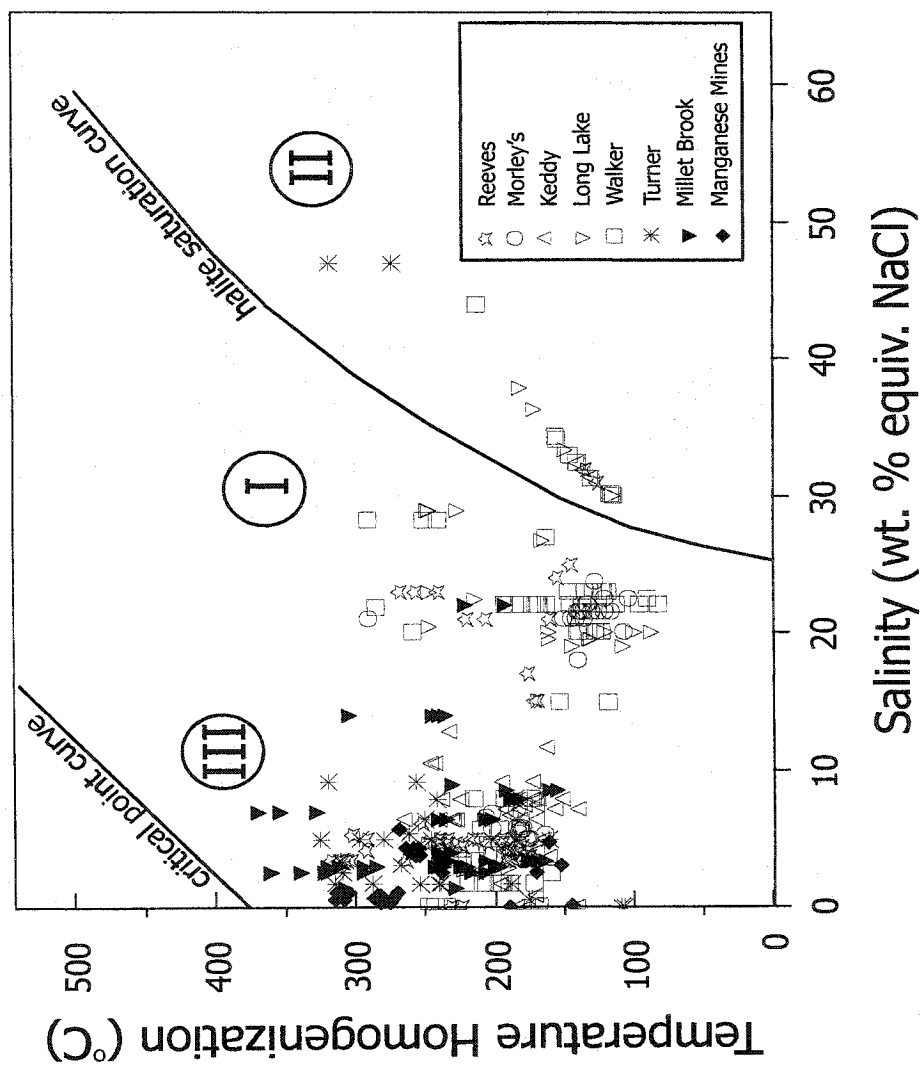 Temperature Homogenization (°C)
500
400
300
200
100
0
critical point curve
halite saturation curve
III
I
II
Reeves
Morley's
Keddy
Long Lake
Walker
Turner
Millet Brook
Manganese Mines
0
10
20
30
40
50
60
Salinity (wt. % equiv. NaCl)